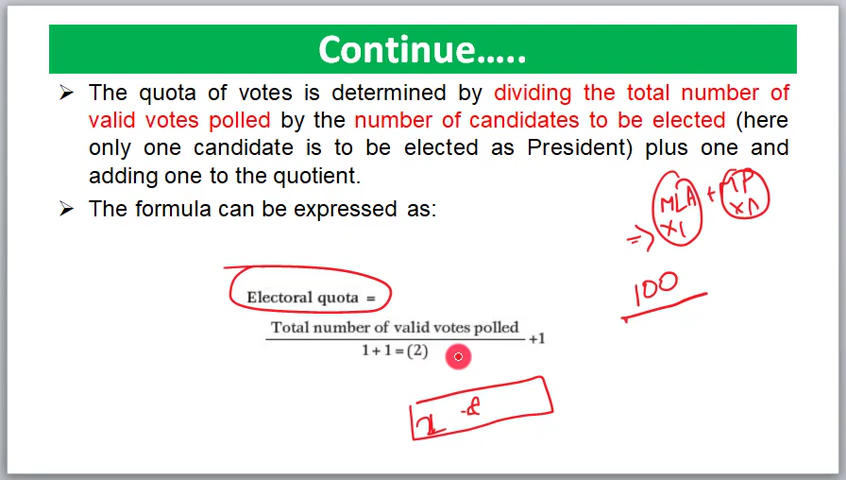 Continue…..
➤ The quota of votes is determined by dividing the total number of
valid votes polled by the number of candidates to be elected (here
only one candidate is to be elected as President) plus one and
adding one to the quotient.
➤ The formula can be expressed as:
MLA + MP
⇒ X1
100
Electoral quota =
Total number of valid votes polled
1 + 1 = (2)
+1